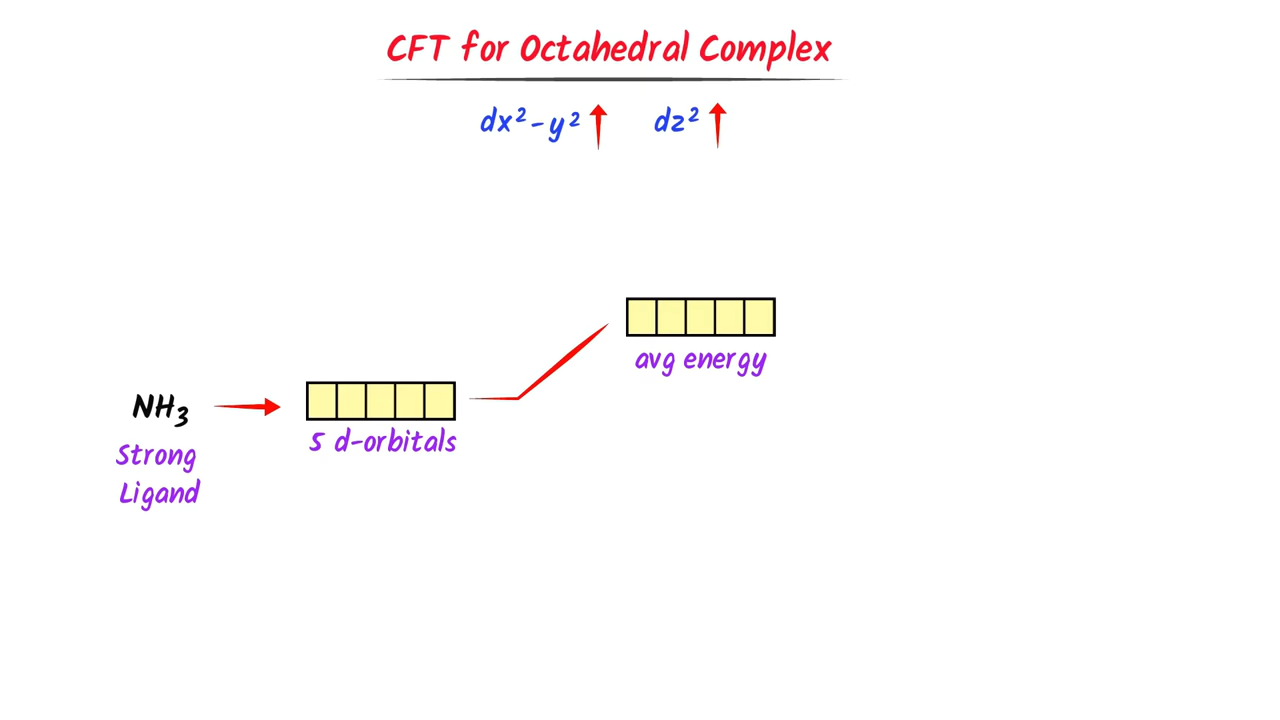 CFT for Octahedral Complex
dx²-y² dz²
avg energy
NH₃
5 d-orbitals
Strong
Ligand